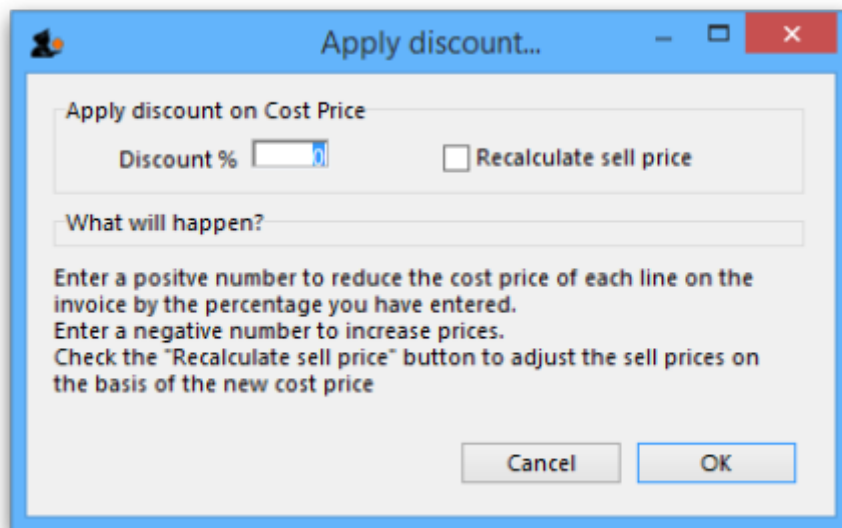 Apply discount...
Apply discount on Cost Price
Discount % 0 Recalculate sell price
What will happen?
Enter a positve number to reduce the cost price of each line on the
invoice by the percentage you have entered.
Enter a negative number to increase prices.
Check the "Recalculate sell price" button to adjust the sell prices on
the basis of the new cost price
Cancel OK